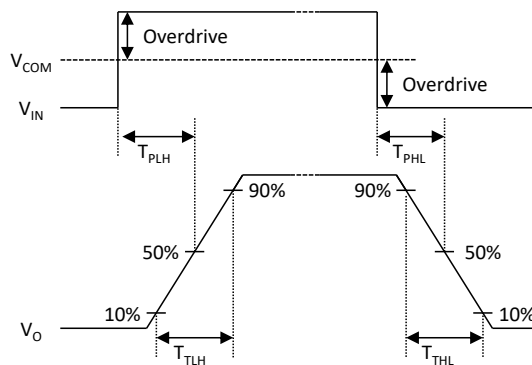 Overdrive
V_COM
Overdrive
V_IN
T_PLH
T_PHL
90%
90%
50%
50%
10%
10%
V_O
T_TLH
T_THL